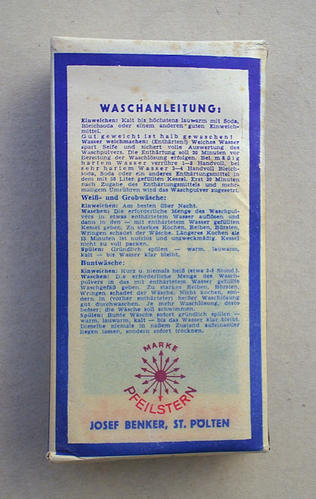 WASCHANLEITUNG:
Einweichen: Kalt bis höchstens lauwarm mit Soda,
Bleichsoda oder einem anderen guten Einweich-
mittel.
Gut geweicht ist halb gewaschen!
Wasser weichmachen: (Enthärten!) Weiches Wasser
spart Seife und sichert volle Auswertung des
Waschpulvers. Die Enthärtung soll 30 Minuten vor
Bereitung der Waschlösung erfolgen. Bei mäßig
hartem Wasser verrühre 1–2 Handvoll, bei
sehr hartem Wasser 3–4 Handvoll Bleich-
soda, Soda oder ein anderes Enthärtungsmittel in
dem mit 50 Liter gefüllten Kessel. Erst 30 Minuten
nach Zugabe des Enthärtungsmittels und mehr-
maligem Umrühren wird das Waschpulver zugesetzt.
Weiß- und Grobwäsche:
Einweichen: Am besten über Nacht.
Waschen: Die erforderliche Menge des Waschpul-
vers in etwas enthärtetem Wasser auflösen und
dann in den — mit enthärtetem Wasser gefüllten —
Kessel geben. Zu starkes Kochen, Reiben, Bürsten,
Wringen schadet der Wäsche. Längeres Kochen als
15 Minuten ist nutzlos und ungweckmäßig. Kessel
nicht zu voll packen.
Spülen: Gründlich spülen — warm, lauwarm,
kalt — bis Wasser klar bleibt.
Buntwäsche:
Einweichen: Kurz u. niemals heiß (etwa 2–3 Stund.).
Waschen: Die erforderliche Menge des Wasch-
pulvers in das mit enthärtetem Wasser gefüllte
Waschgefäß geben. Zu starkes Reiben, Bürsten,
Wringen schadet der Wäsche. Nicht kochen, son-
dern in (vorher enthärteter) heißer Waschlösung
gut durchwaschen. Je mehr Waschlösung, desto
besser; die Wäsche soll schwimmen.
Spülen: Bunte Wäsche sofort gründlich spülen —
warm, lauwarm, kalt — bis das Wasser klar bleibt.
Dieselbe niemals in naßem Zustand aufeinander
liegen lassen, sondern sofort trocknen.
MARKE
PFEILSTERN
JOSEF BENKER, ST. PÖLTEN